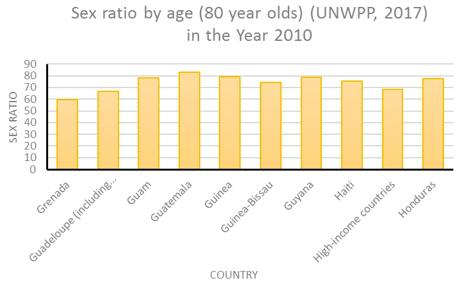 Sex ratio by age (80 year olds) (UNWPP, 2017)
in the Year 2010
SEX RATIO
90
80
70
60
50
40
30
20
10
0
Grenada
Guadeloupe (including...
Guam
Guatemala
Guinea
Guinea-Bissau
Guyana
Haiti
High-income countries
Honduras
COUNTRY